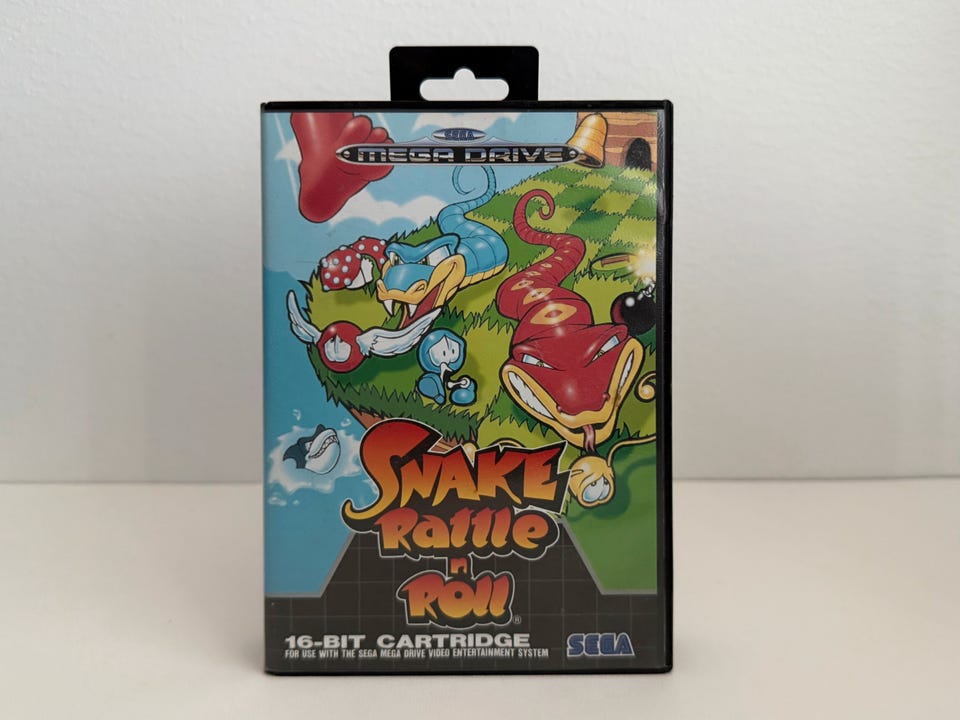 SEGA
MEGA DRIVE
SNAKE
Rattle
n
Roll®
16-BIT CARTRIDGE
FOR USE WITH THE SEGA MEGA DRIVE VIDEO ENTERTAINMENT SYSTEM
SEGA